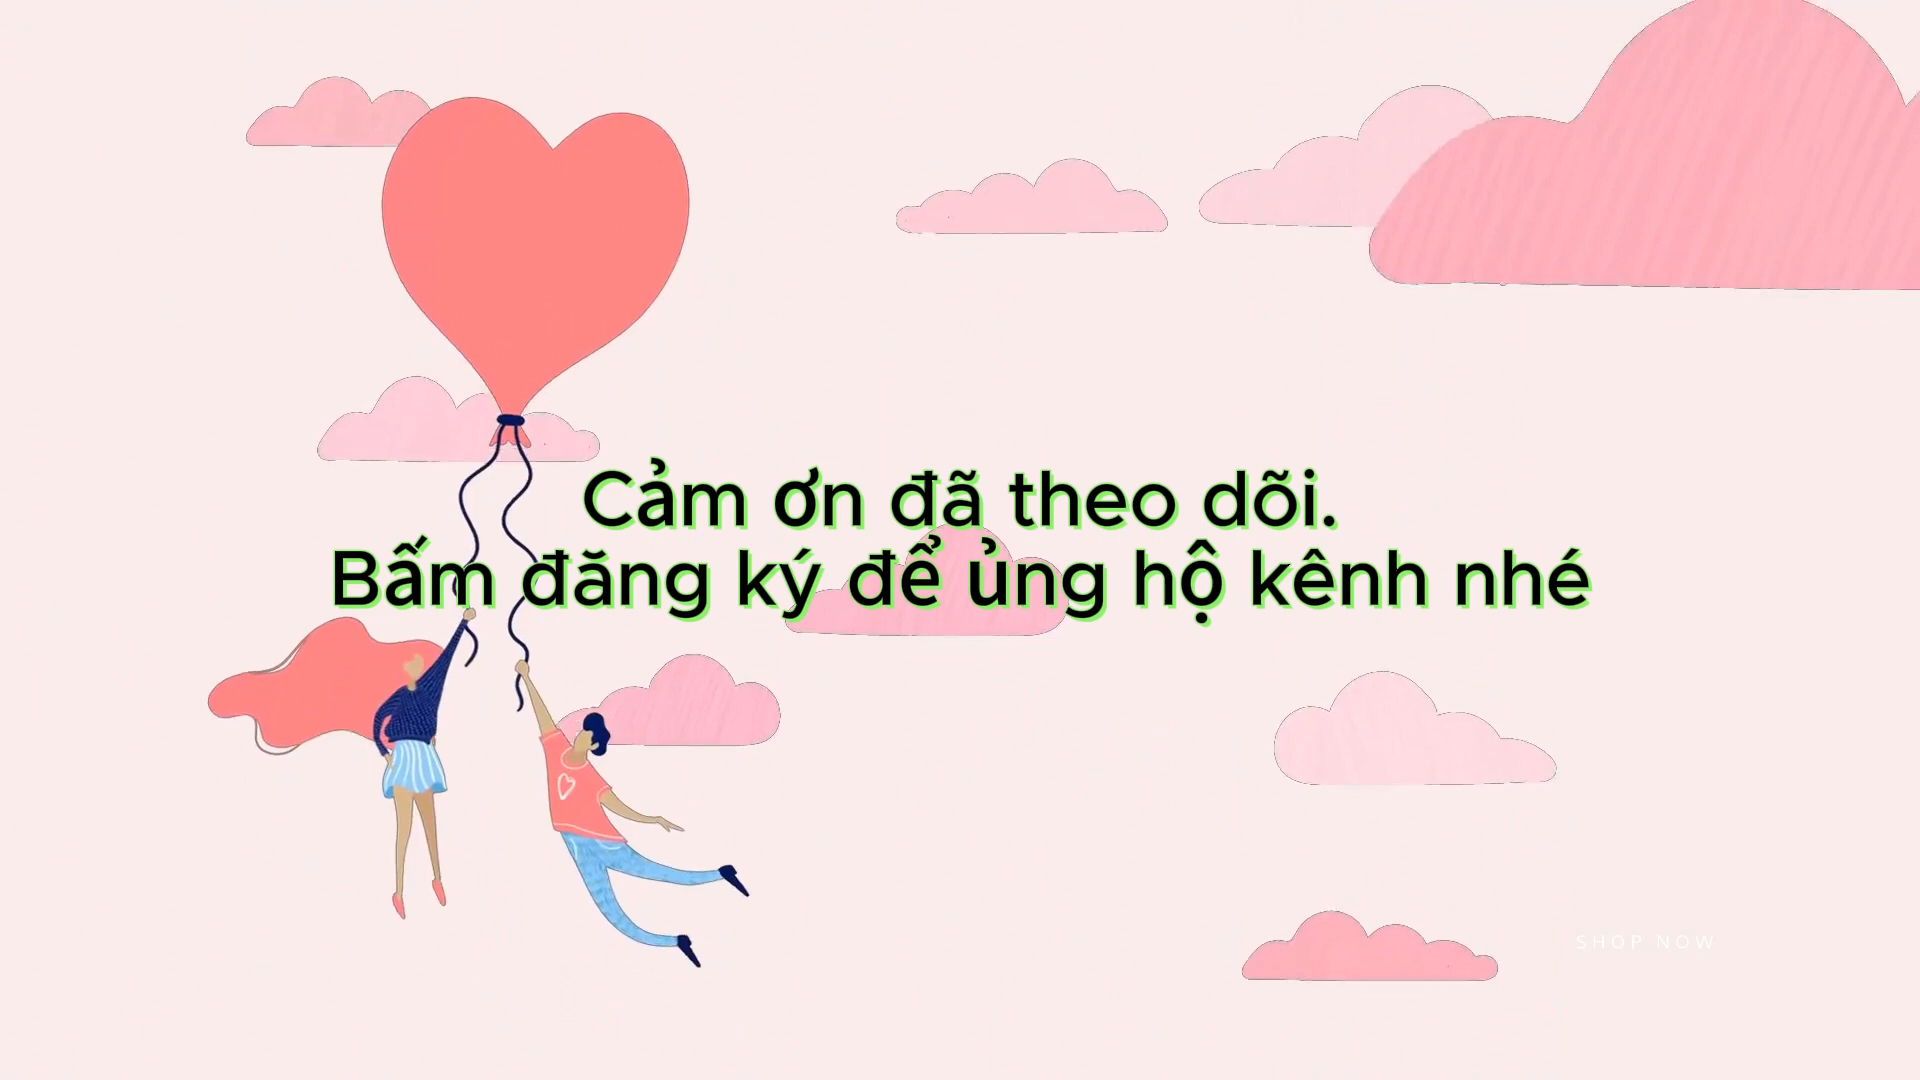 Cảm ơn đã theo dõi.
Bấm đăng ký để ủng hộ kênh nhé
SHOP NOW